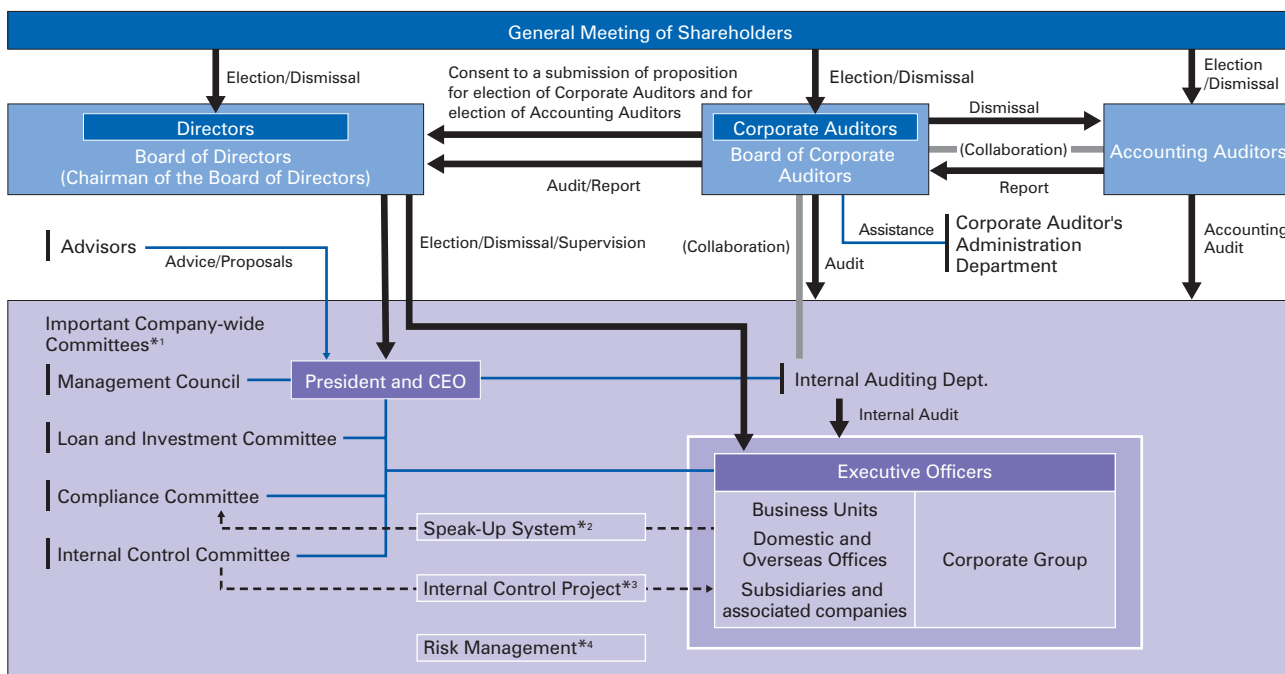 General Meeting of Shareholders
Election/Dismissal
Consent to a submission of proposition
for election of Corporate Auditors and for
election of Accounting Auditors
Election/Dismissal
Election
/Dismissal
Directors
Board of Directors
(Chairman of the Board of Directors)
Corporate Auditors
Board of Corporate
Auditors
Dismissal
(Collaboration)
Report
Accounting Auditors
Audit/Report
Advisors
Advice/Proposals
Election/Dismissal/Supervision
(Collaboration)
Audit
Assistance
Corporate Auditor's
Administration
Department
Accounting
Audit
Important Company-wide
Committees*1
Management Council
President and CEO
Internal Auditing Dept.
Internal Audit
Loan and Investment Committee
Compliance Committee
Internal Control Committee
Speak-Up System*2
Internal Control Project*3
Risk Management*4
Executive Officers
Business Units
Domestic and
Overseas Offices
Subsidiaries and
associated companies
Corporate Group